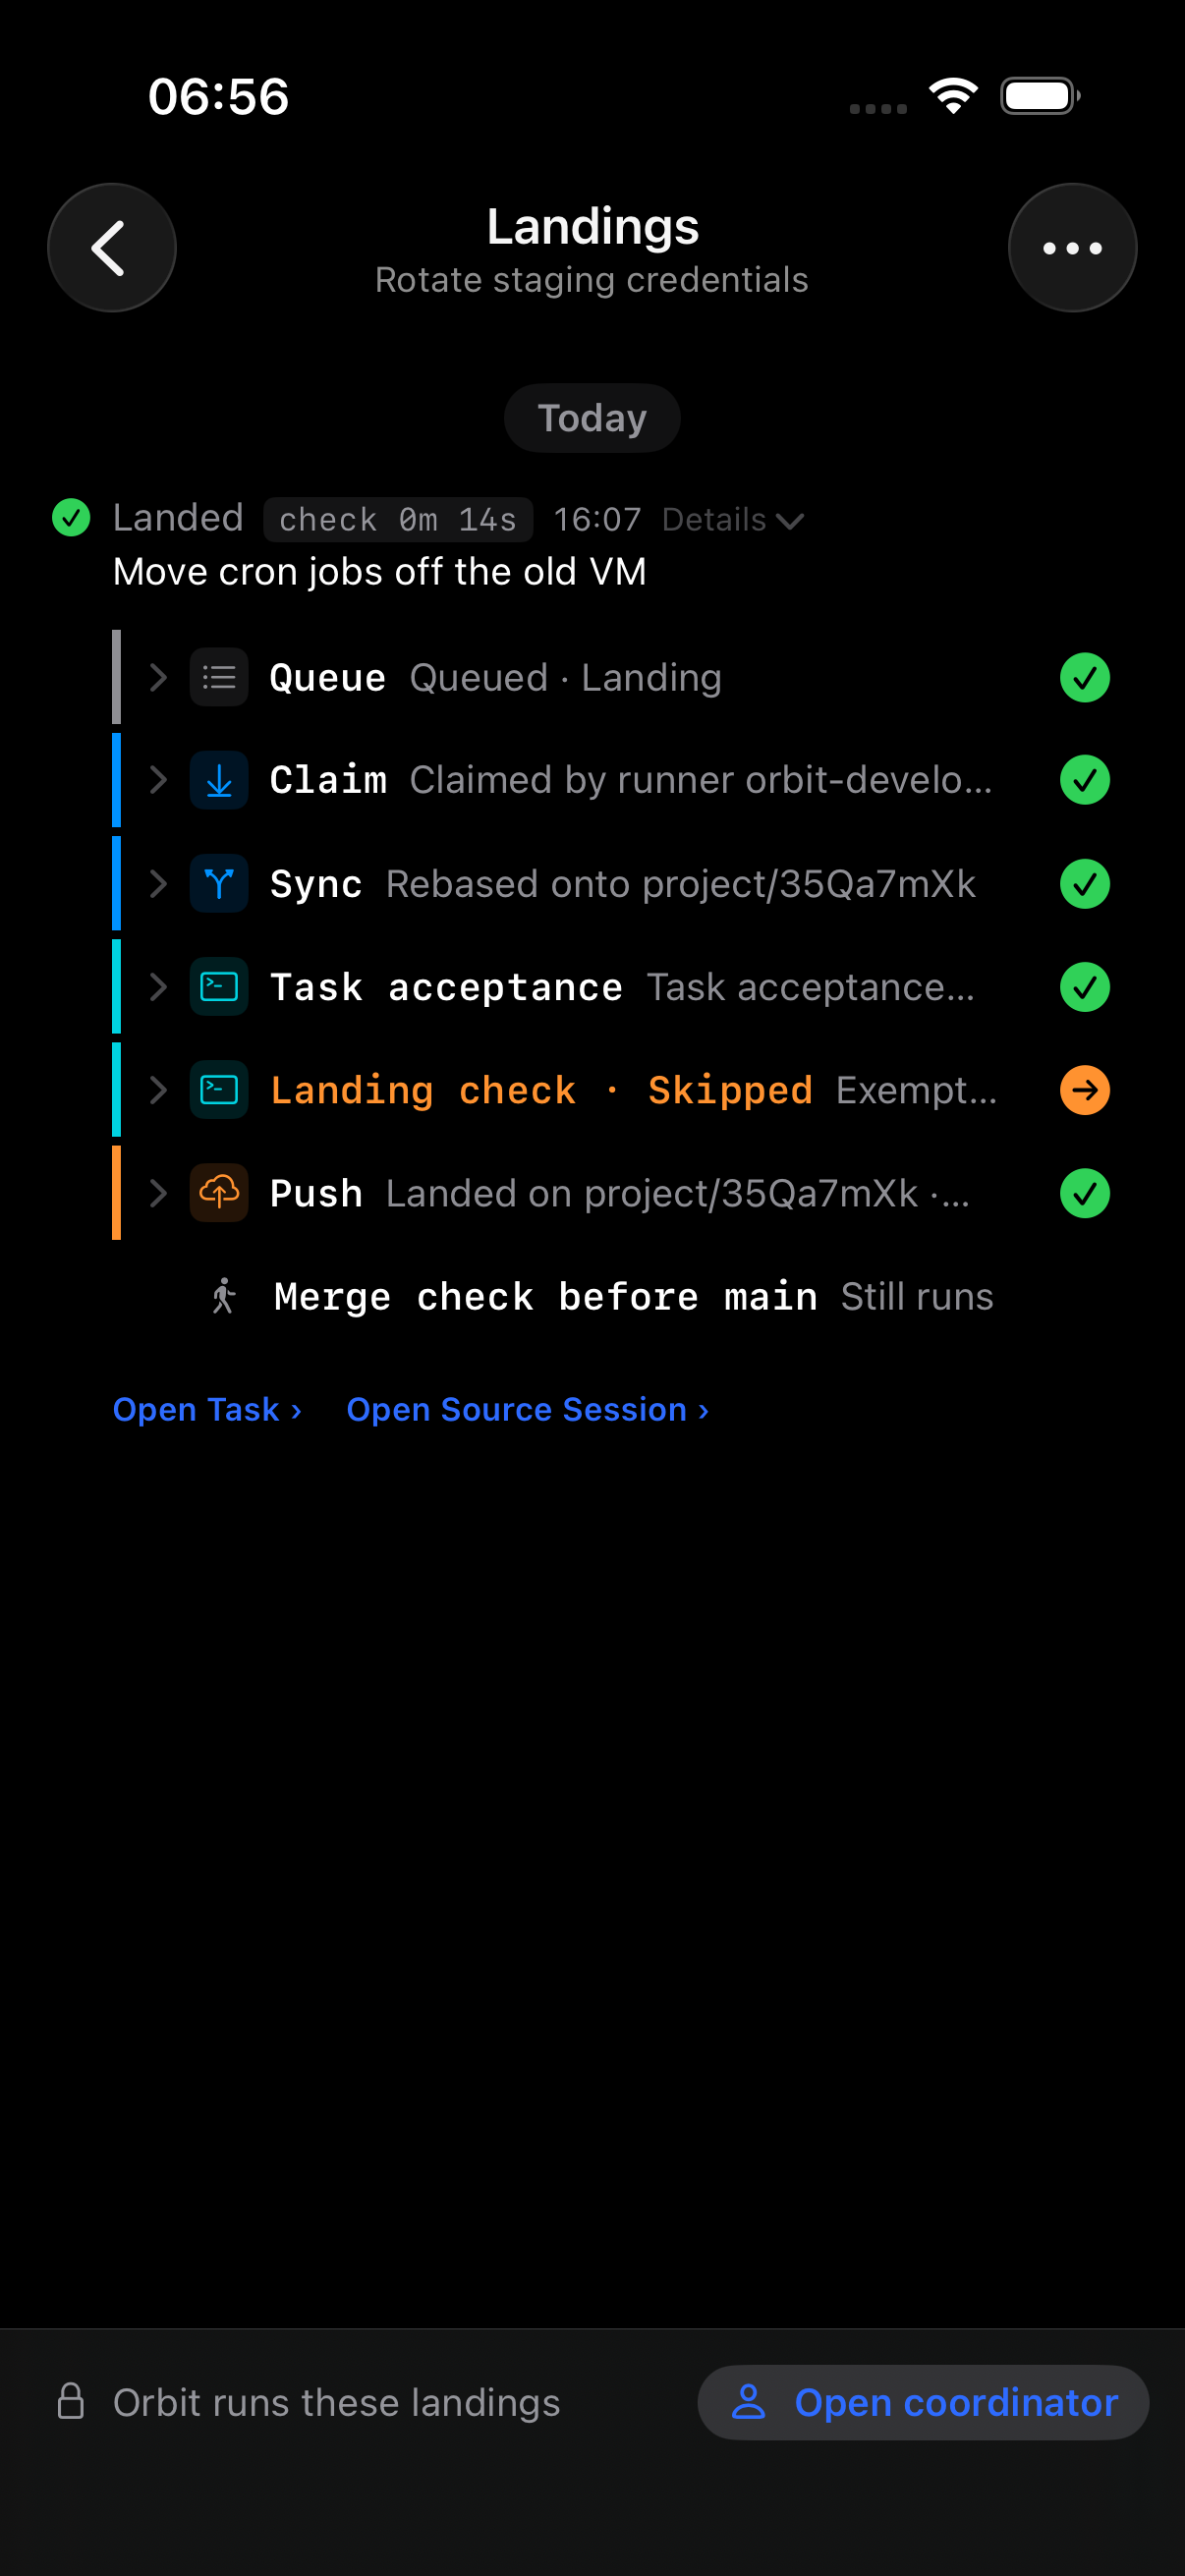 06:56
Landings
Rotate staging credentials
Today
Landed check 0m 14s 16:07 Details
Move cron jobs off the old VM
Queue Queued · Landing
Claim Claimed by runner orbit-develo...
Sync Rebased onto project/35Qa7mXk
Task acceptance Task acceptance...
Landing check · Skipped Exempt...
Push Landed on project/35Qa7mXk ·...
Merge check before main Still runs
Open Task › Open Source Session ›
Orbit runs these landings Open coordinator